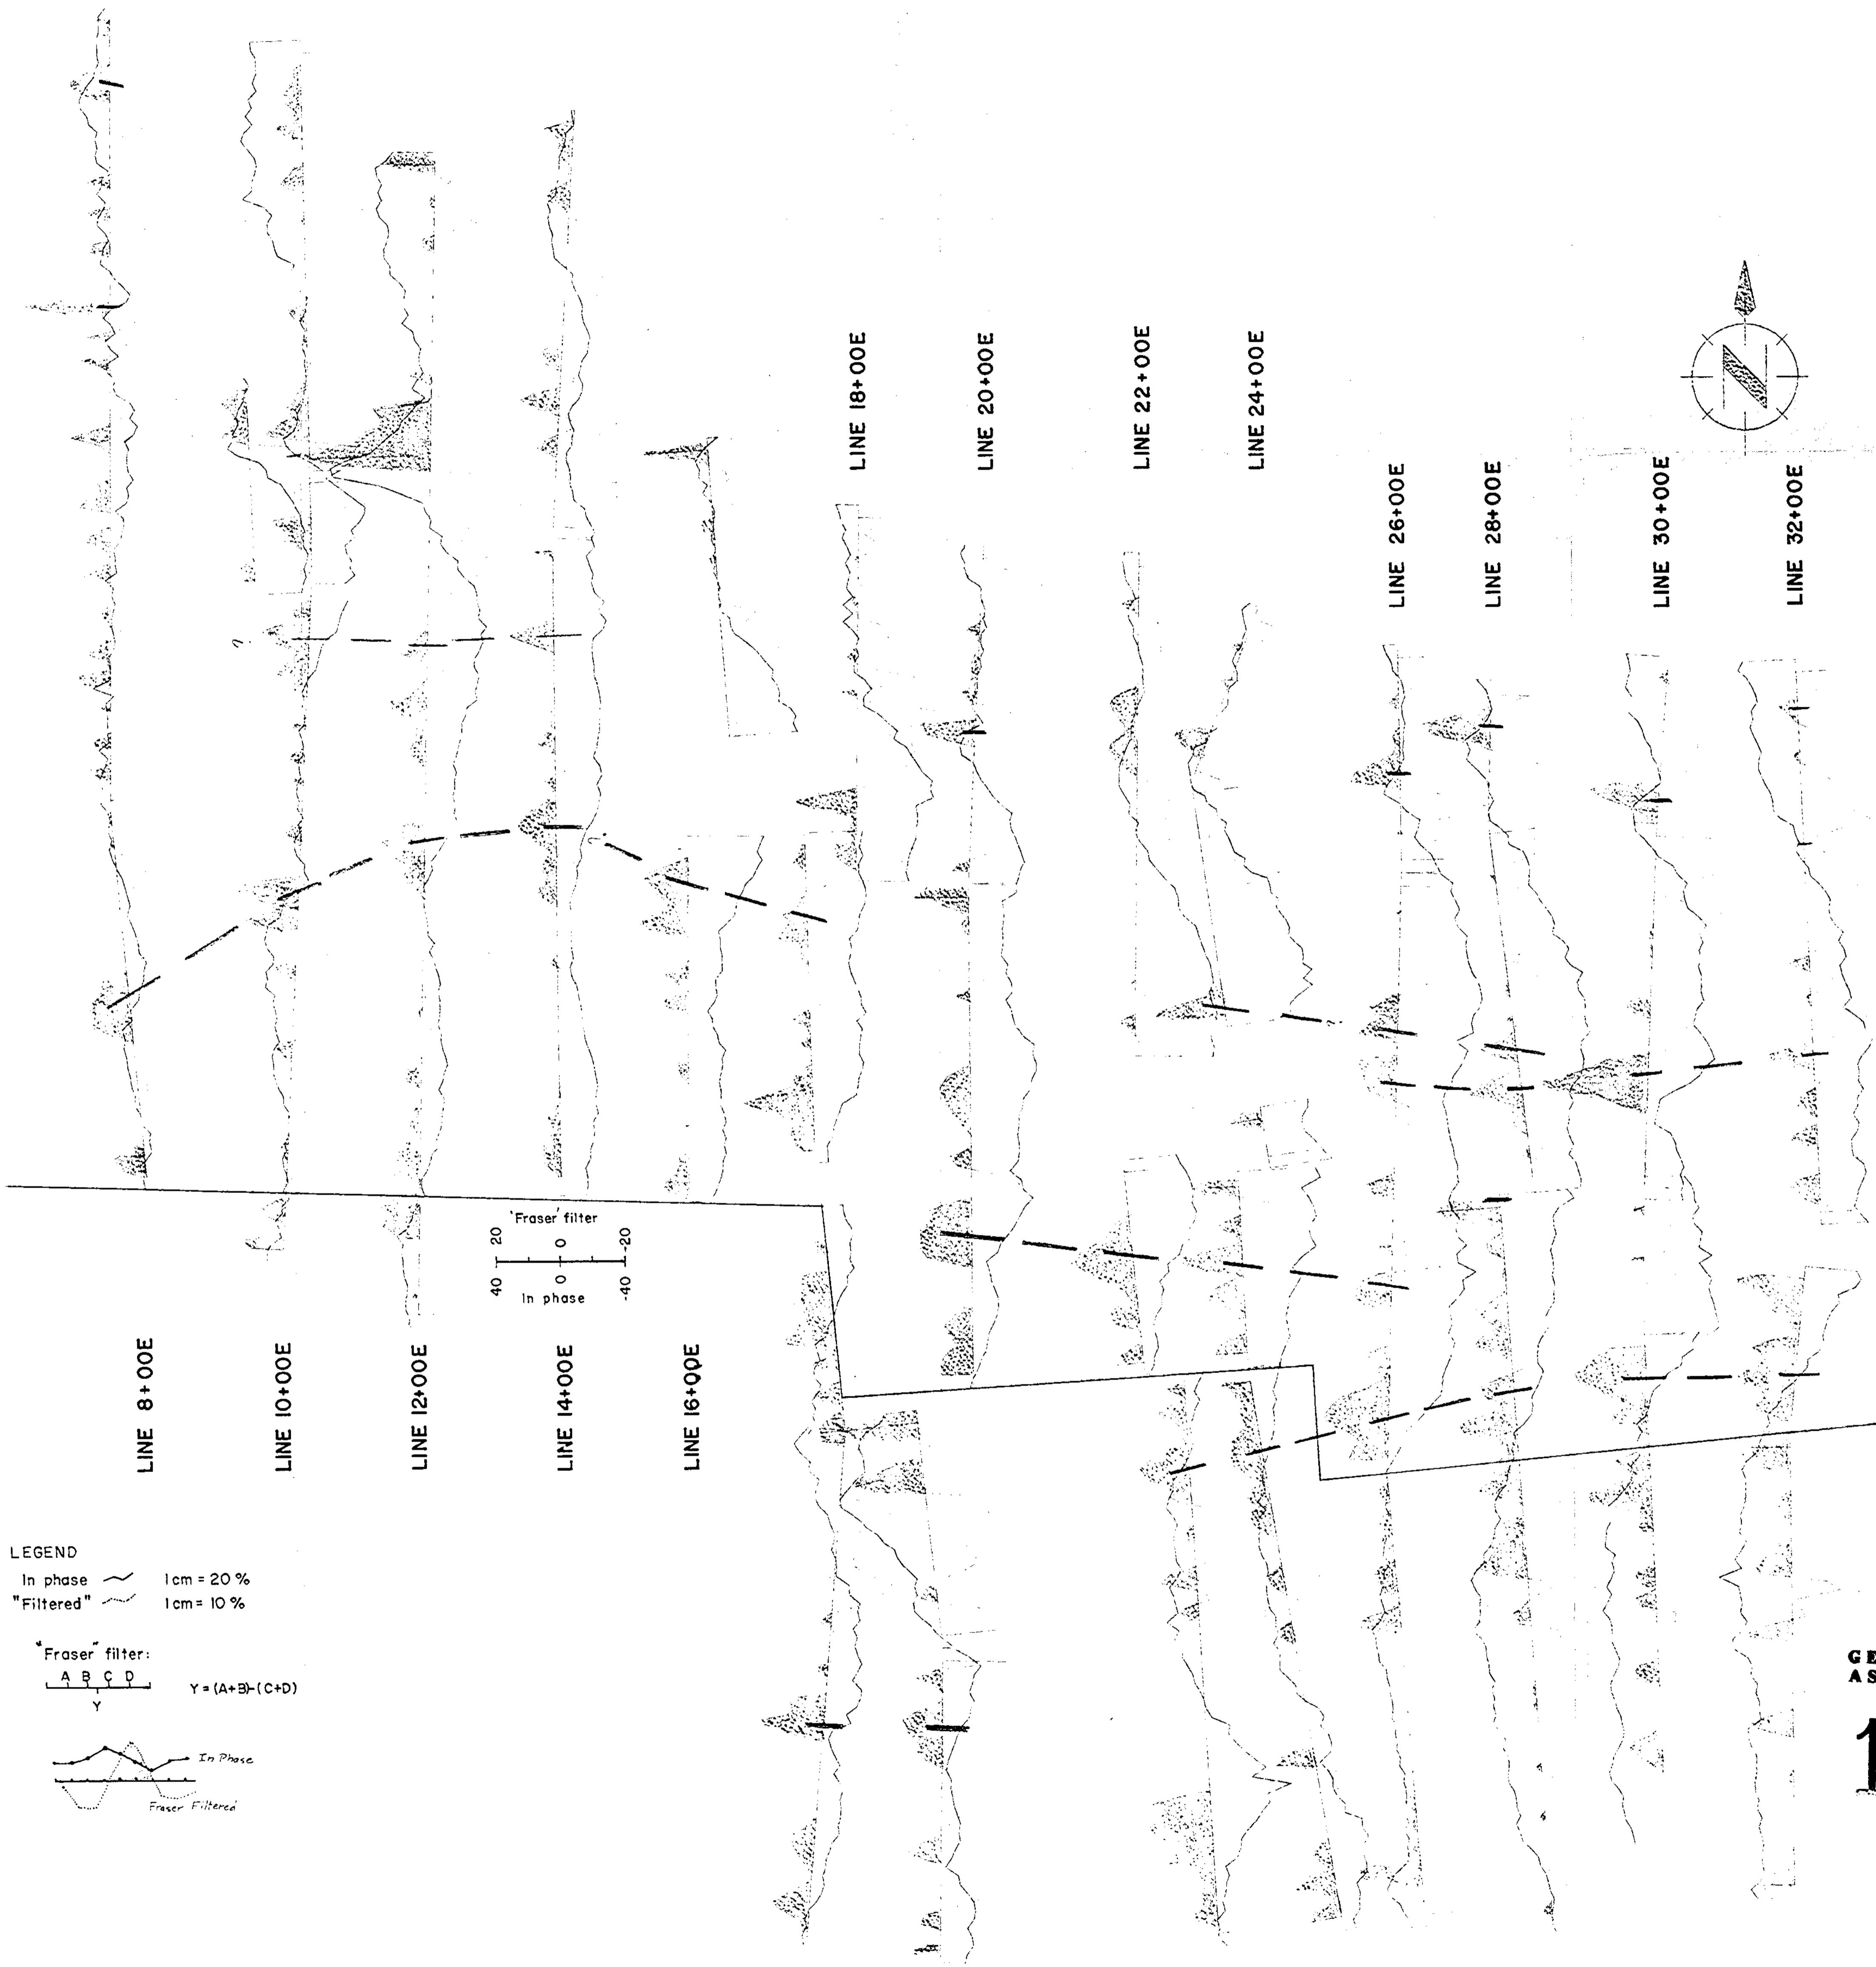 LINE 18+00E
LINE 20+00E
LINE 22+00E
LINE 24+00E
LINE 26+00E
LINE 28+00E
LINE 30+00E
LINE 32+00E
N
?
?
?
'Fraser' filter
20 0 -20
40 0 -40
In phase
LINE 8+00E
LINE 10+00E
LINE 12+00E
LINE 14+00E
LINE 16+00E
LEGEND
In phase 1cm = 20 %
"Filtered" 1cm = 10 %
"Fraser" filter:
A B C D
Y
Y = (A+B)-(C+D)
In Phase
Fraser Filtered
GE
AS
1